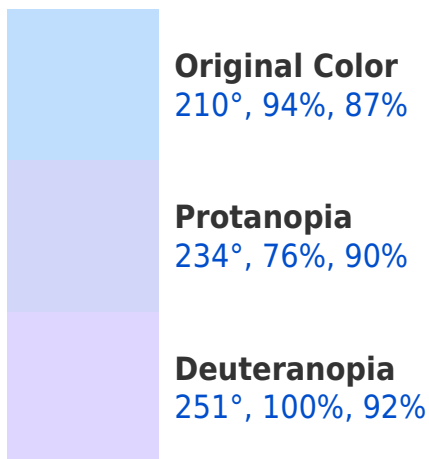 Original Color
210°, 94%, 87%
Protanopia
234°, 76%, 90%
Deuteranopia
251°, 100%, 92%